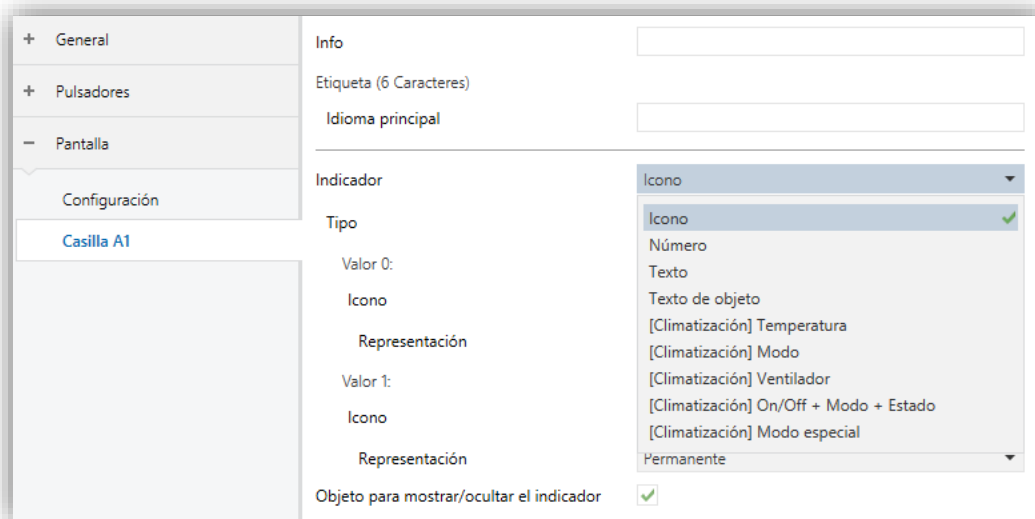 + General
+ Pulsadores
− Pantalla
Configuración
Casilla A1
Info
Etiqueta (6 Caracteres)
Idioma principal
Indicador
Icono
Tipo
Icono
Número
Texto
Texto de objeto
[Climatización] Temperatura
[Climatización] Modo
[Climatización] Ventilador
[Climatización] On/Off + Modo + Estado
[Climatización] Modo especial
Valor 0:
Icono
Representación
Valor 1:
Icono
Representación
Permanente
Objeto para mostrar/ocultar el indicador